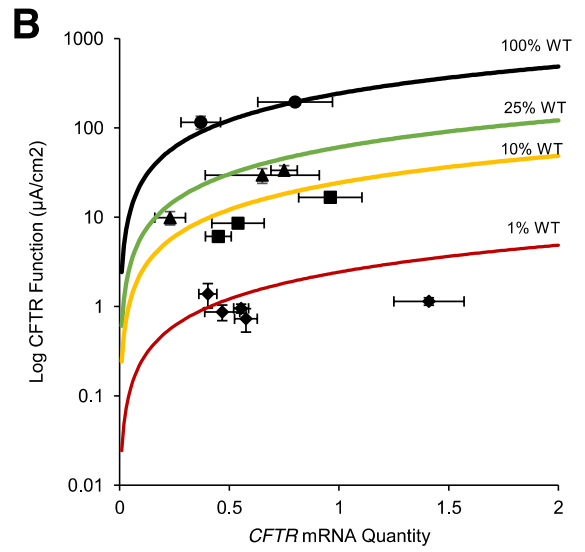 B
1000
100% WT
100
25% WT
10% WT
10
1% WT
1
0.1
0.01
0
0.5
1
1.5
2
Log CFTR Function (µA/cm2)
CFTR mRNA Quantity